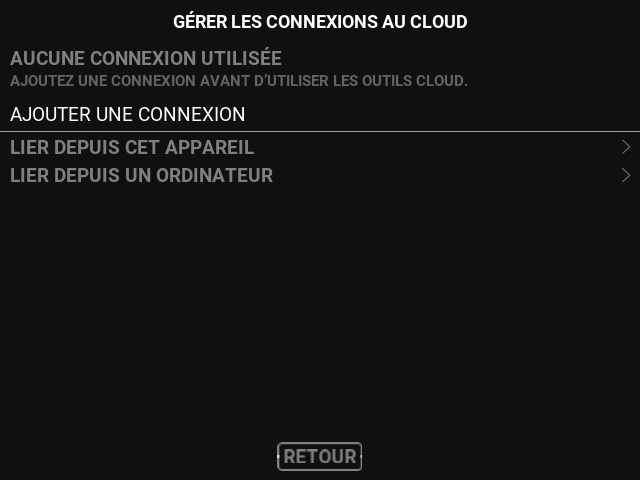 GÉRER LES CONNEXIONS AU CLOUD
AUCUNE CONNEXION UTILISÉE
AJOUTEZ UNE CONNEXION AVANT D'UTILISER LES OUTILS CLOUD.
AJOUTER UNE CONNEXION
LIER DEPUIS CET APPAREIL
LIER DEPUIS UN ORDINATEUR
RETOUR